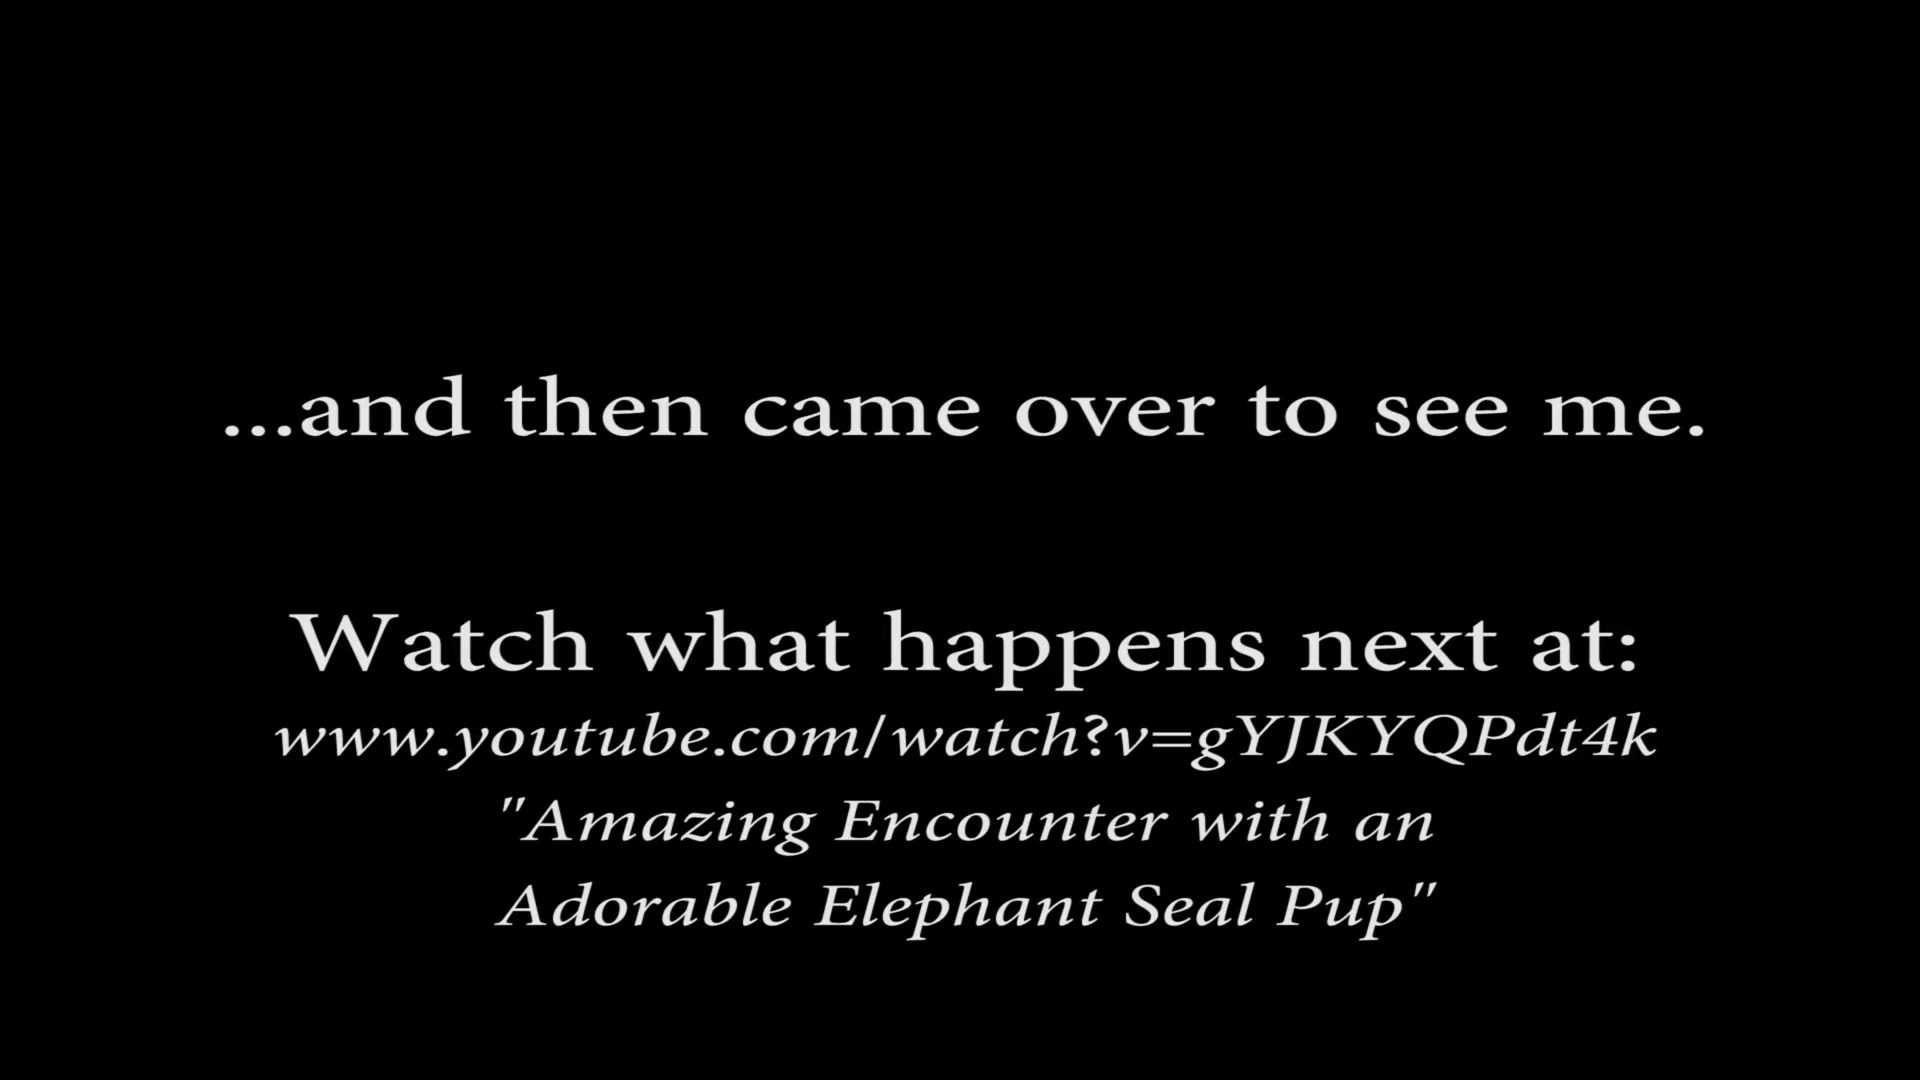 ...and then came over to see me.
Watch what happens next at:
www.youtube.com/watch?v=gYJKYQPdt4k
"Amazing Encounter with an
Adorable Elephant Seal Pup"